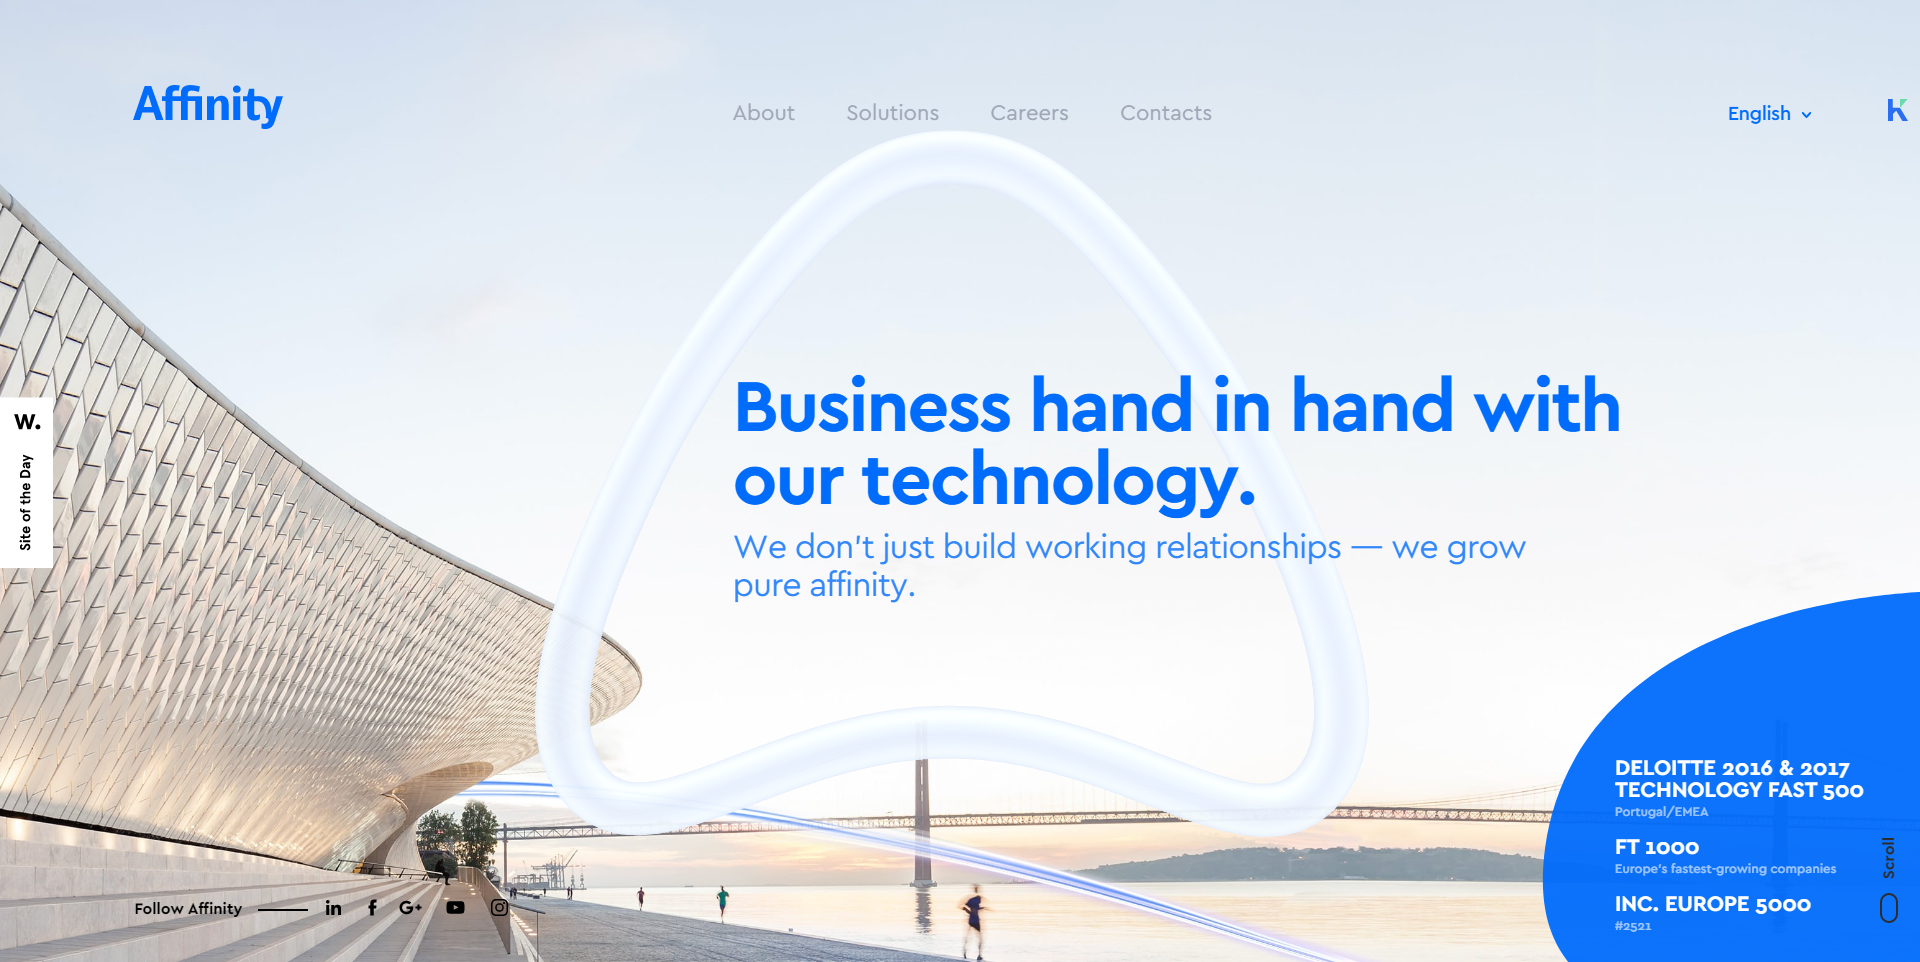 Affinity
About
Solutions
Careers
Contacts
English
W.
Site of the Day
Business hand in hand with
our technology.
We don't just build working relationships — we grow
pure affinity.
DELOITTE 2016 & 2017
TECHNOLOGY FAST 500
Portugal/EMEA
FT 1000
Europe's fastest-growing companies
INC. EUROPE 5000
#2521
Scroll
Follow Affinity
in
f
G+